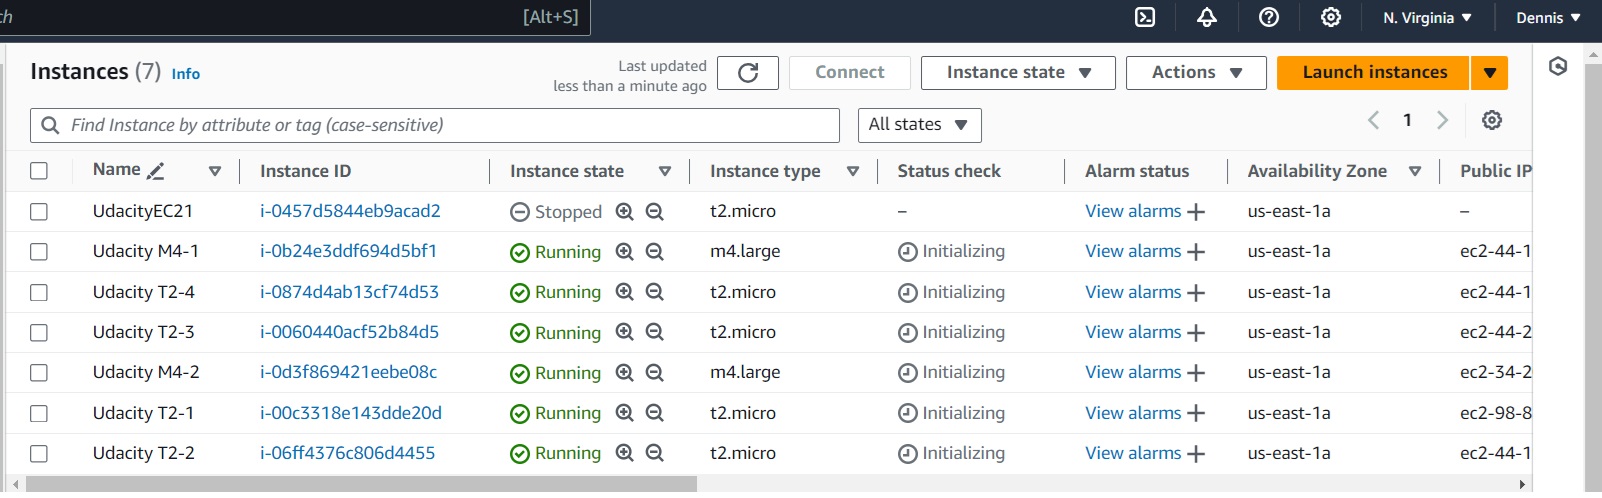 [Alt+S] N. Virginia Dennis
Instances (7) Info Last updated less than a minute ago Connect Instance state Actions Launch instances
Find Instance by attribute or tag (case-sensitive) All states 1
Name Instance ID Instance state Instance type Status check Alarm status Availability Zone Public IP
UdacityEC21 i-0457d5844eb9acad2 Stopped t2.micro – View alarms + us-east-1a –
Udacity M4-1 i-0b24e3ddf694d5bf1 Running m4.large Initializing View alarms + us-east-1a ec2-44-1
Udacity T2-4 i-0874d4ab13cf74d53 Running t2.micro Initializing View alarms + us-east-1a ec2-44-1
Udacity T2-3 i-0060440acf52b84d5 Running t2.micro Initializing View alarms + us-east-1a ec2-44-2
Udacity M4-2 i-0d3f869421eebe08c Running m4.large Initializing View alarms + us-east-1a ec2-34-2
Udacity T2-1 i-00c3318e143dde20d Running t2.micro Initializing View alarms + us-east-1a ec2-98-8
Udacity T2-2 i-06ff4376c806d4455 Running t2.micro Initializing View alarms + us-east-1a ec2-44-1